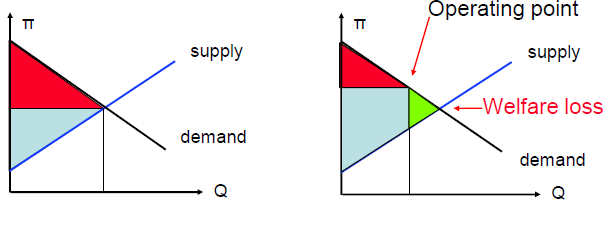 π
supply
demand
Q
Operating point
π
supply
Welfare loss
demand
Q